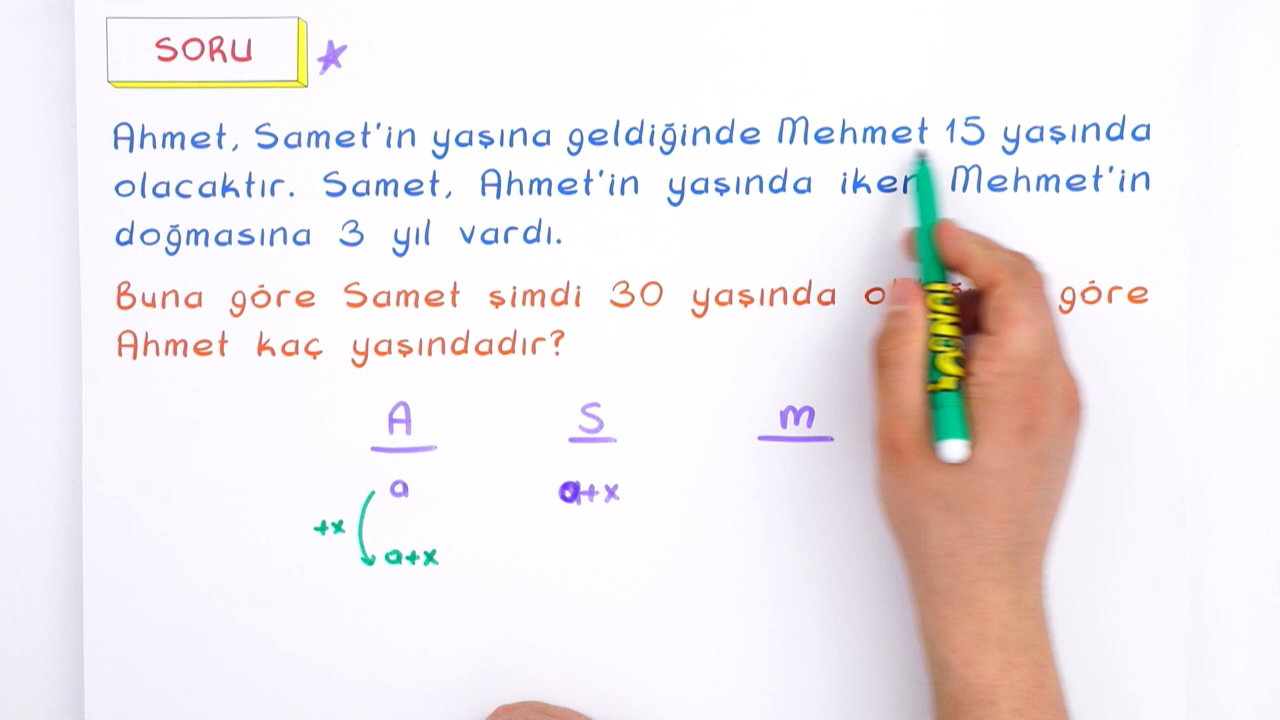 SORU
Ahmet, Samet'in yaşına geldiğinde Mehmet 15 yaşında
olacaktır. Samet, Ahmet'in yaşında iken Mehmet'in
doğmasına 3 yıl vardı.
Buna göre Samet şimdi 30 yaşında göre
Ahmet kaç yaşındadır?
A S m
a a+x
+x
a+x